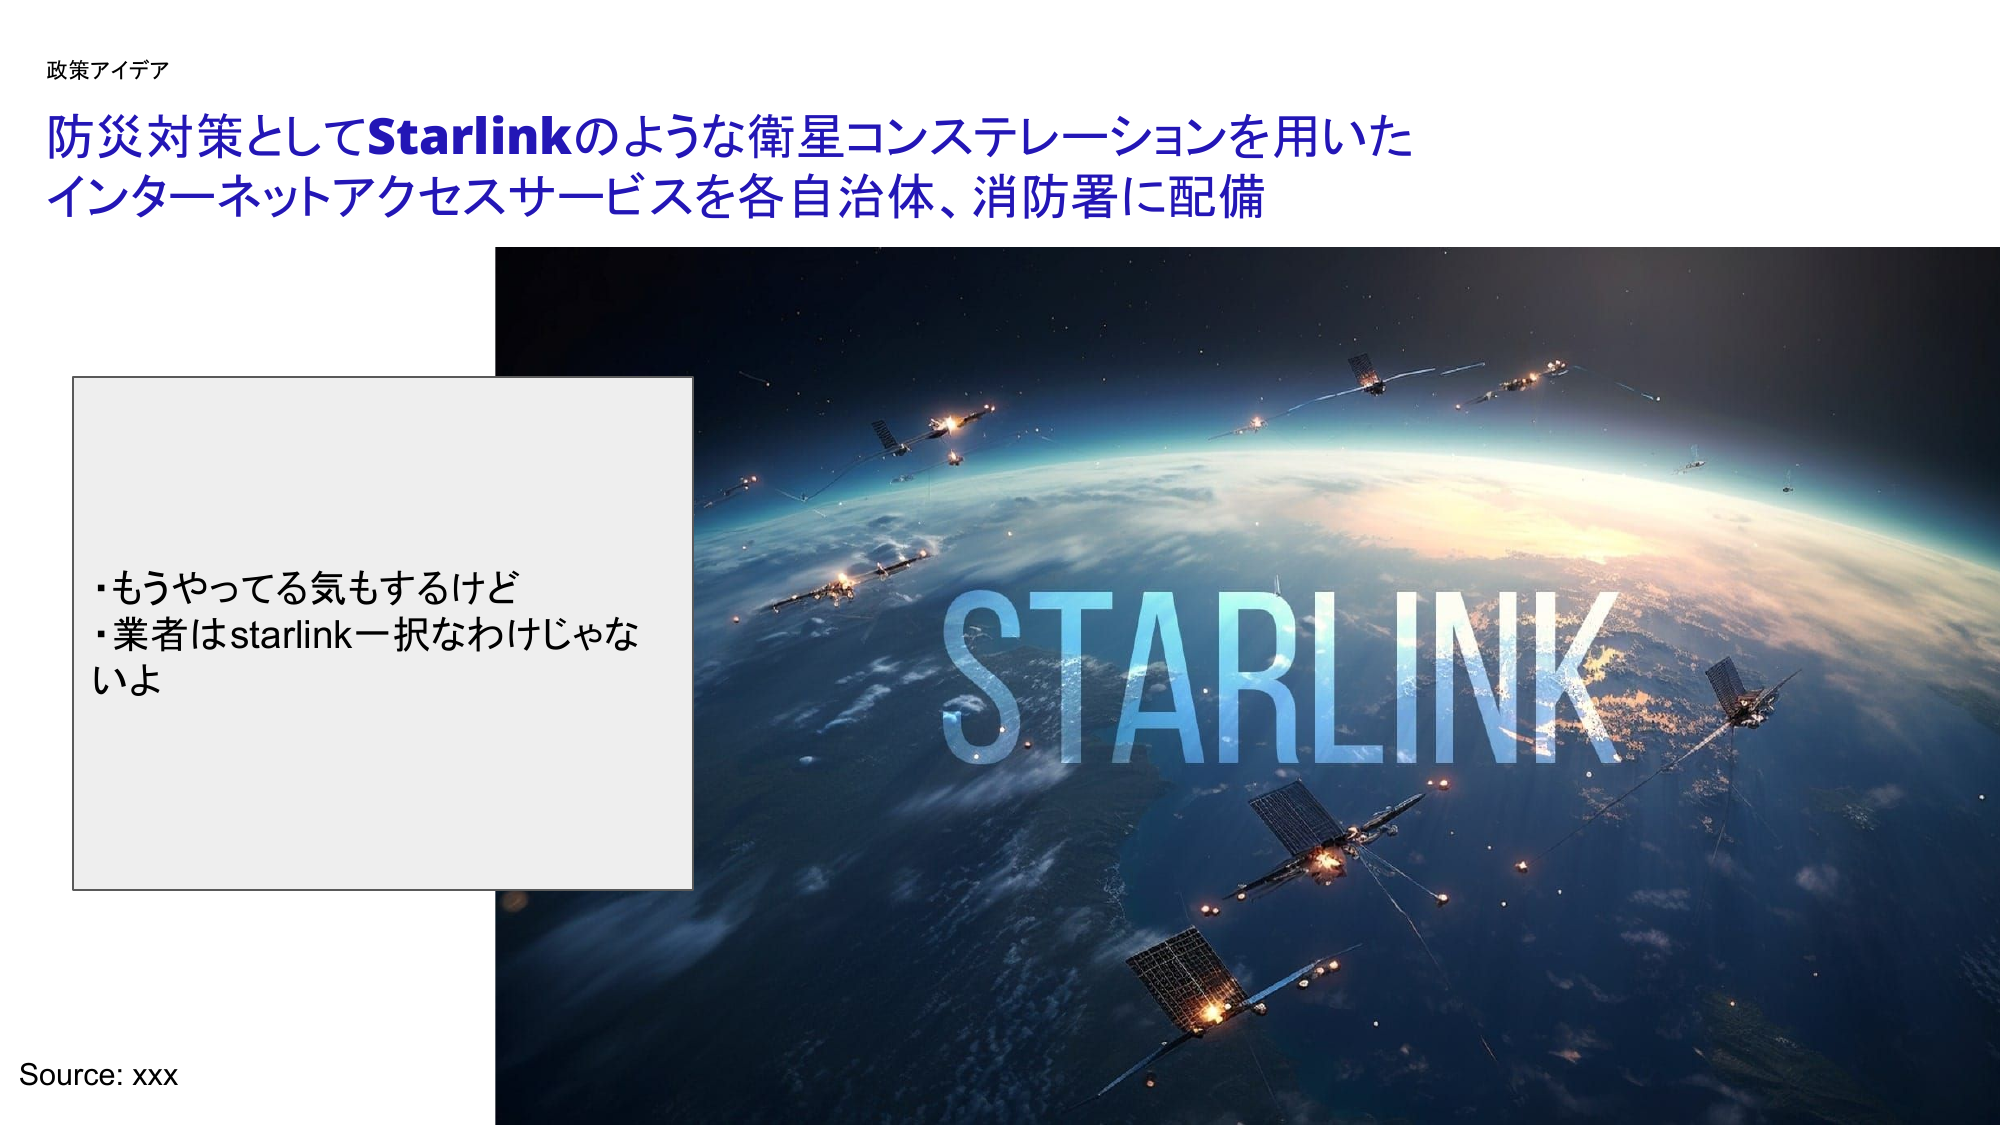 政策アイデア
防災対策としてStarlinkのような衛星コンステレーションを用いた
インターネットアクセスサービスを各自治体、消防署に配備
・もうやってる気もするけど
・業者はstarlink一択なわけじゃな
いよ
STARLINK
Source: xxx